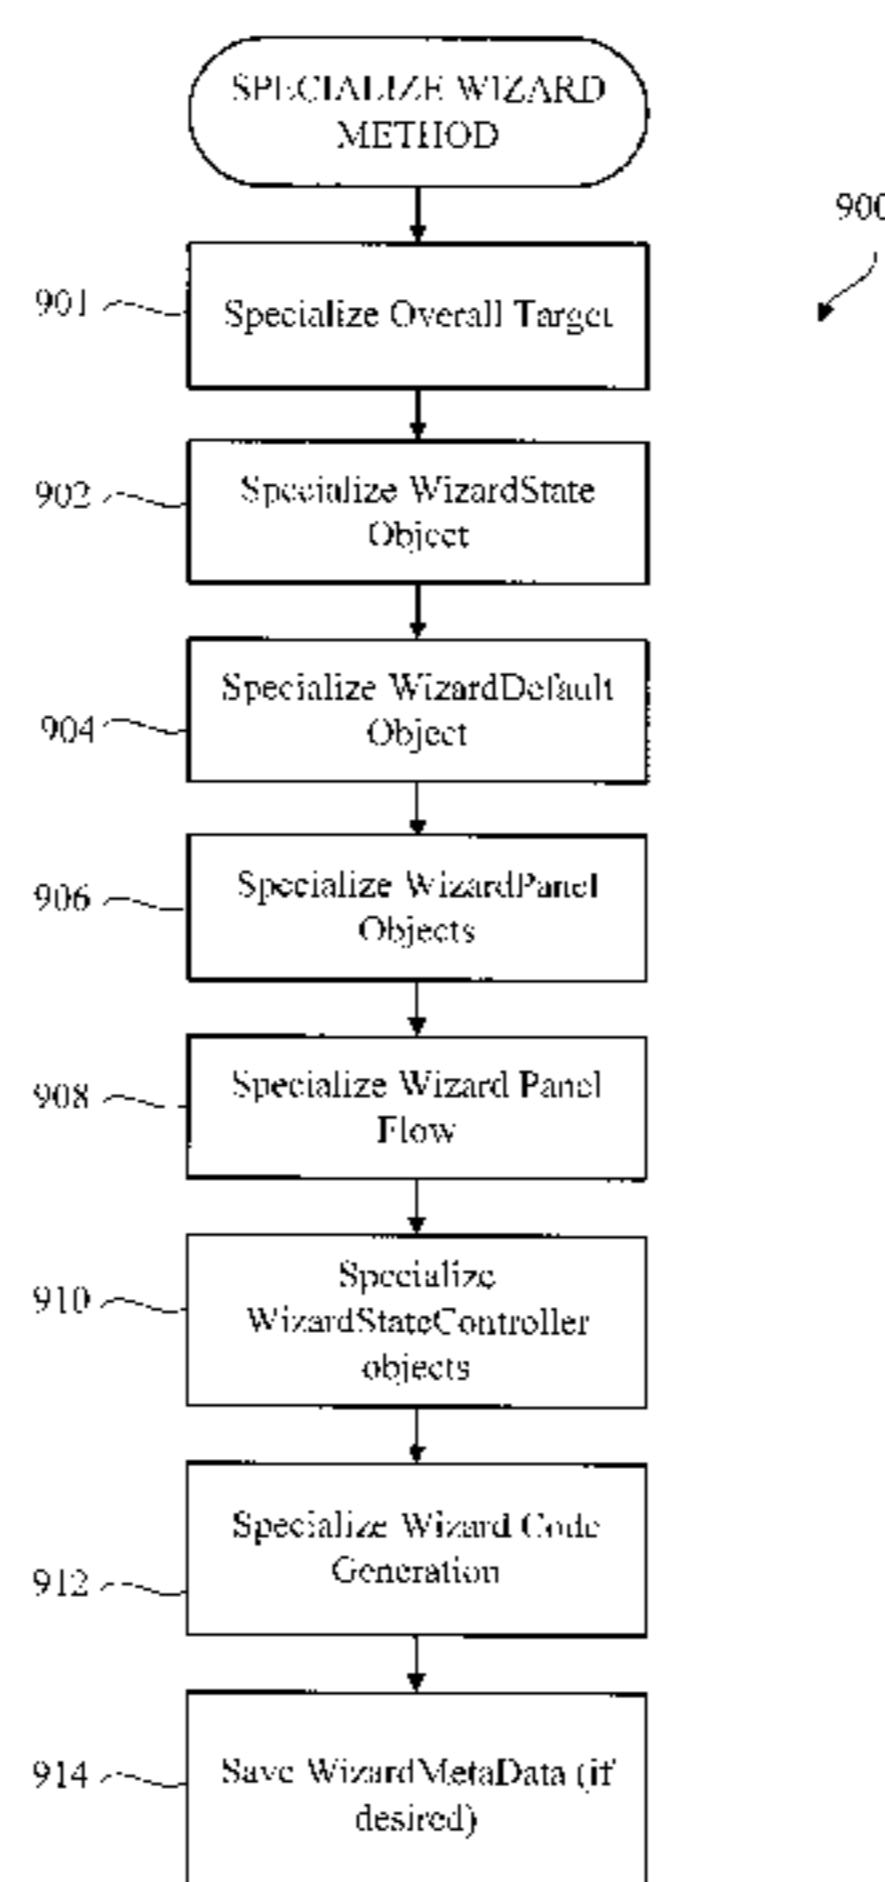 SPECIALIZE WIZARD
METHOD
900
901
Specialize Overall Target
902
Specialize WizardState
Object
904
Specialize WizardDefault
Object
906
Specialize WizardPanel
Objects
908
Specialize Wizard Panel
Flow
910
Specialize
WizardStateController
objects
912
Specialize Wizard Code
Generation
914
Save WizardMetaData (if
desired)